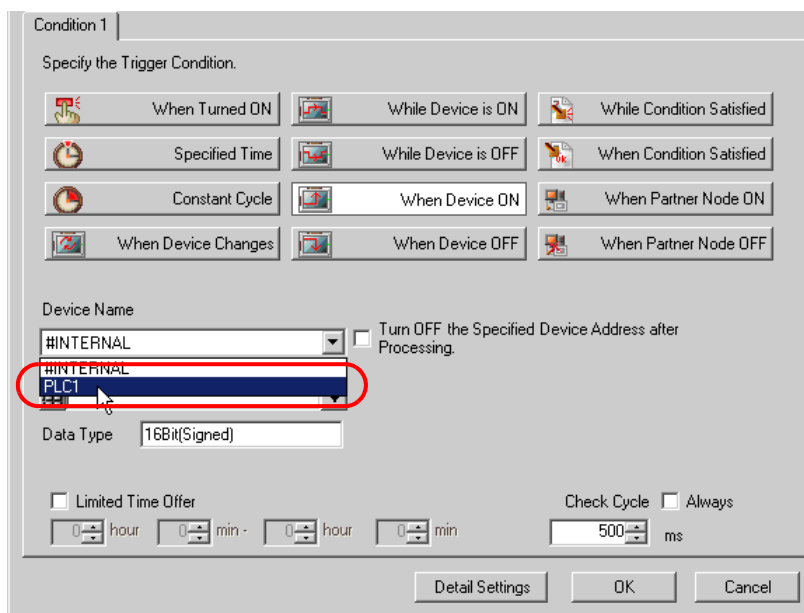 Condition 1
Specify the Trigger Condition.
When Turned ON While Device is ON While Condition Satisfied
Specified Time While Device is OFF When Condition Satisfied
Constant Cycle When Device ON When Partner Node ON
When Device Changes When Device OFF When Partner Node OFF
Device Name
#INTERNAL Turn OFF the Specified Device Address after
Processing.
#INTERNAL
PLC1
Data Type 16Bit(Signed)
Limited Time Offer Check Cycle Always
0 hour 0 min - 0 hour 0 min 500 ms
Detail Settings OK Cancel